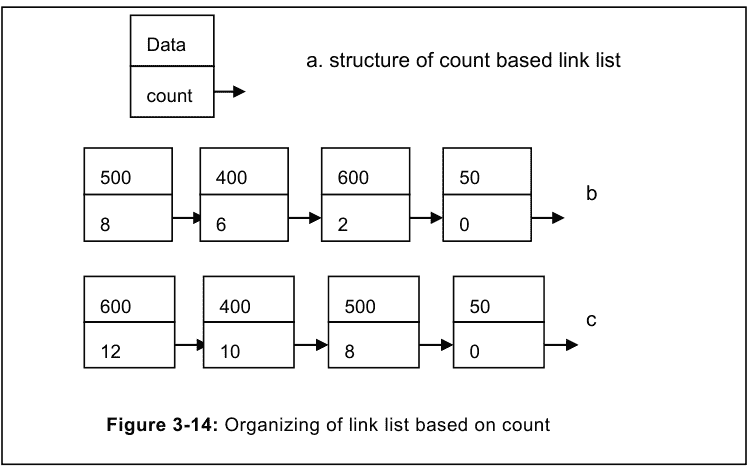 Data
a. structure of count based link list
count
500 400 600 50
b
8 6 2 0
600 400 500 50
c
12 10 8 0
Figure 3-14: Organizing of link list based on count